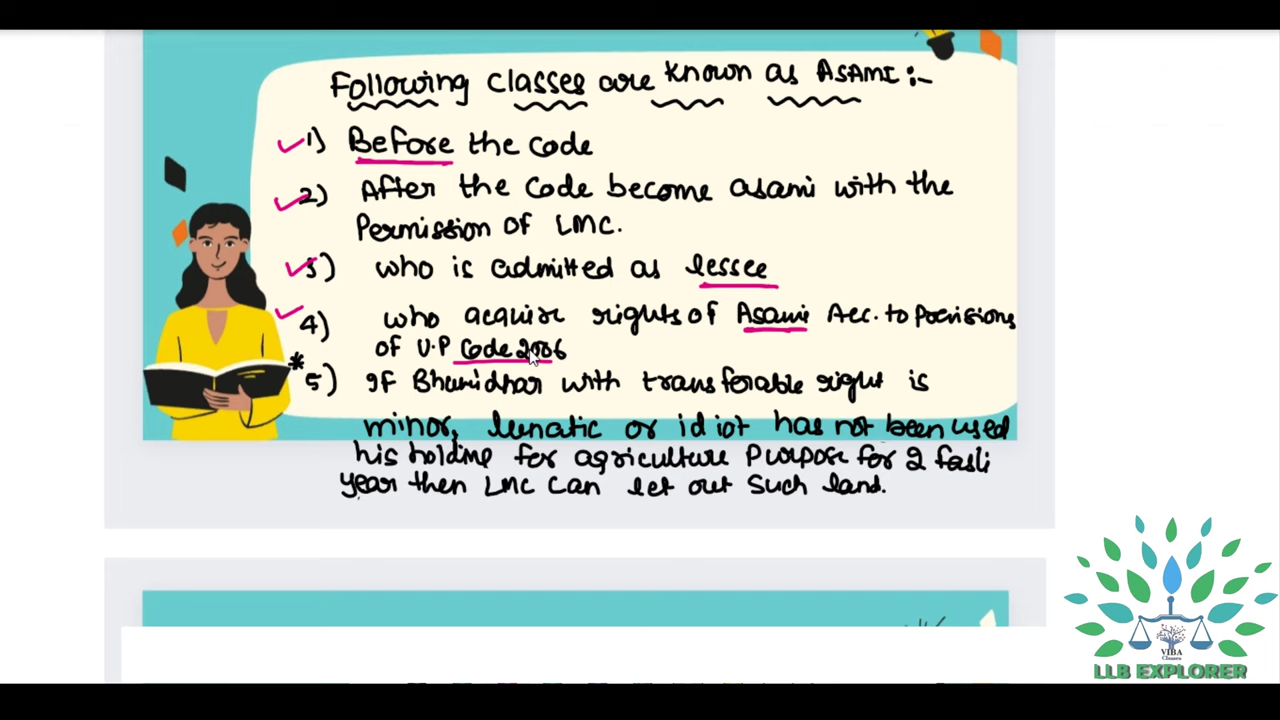 Following Classes are Known as ASAMI :-
1) Before the code
2) After the Code become asami with the
Permission of LMC.
3) who is admitted as lessee
4) who acquire rights of Asami Acc. to Provisions
of U.P Code 2006
* 5) If Bhumidhar with transferable right is
minor, lunatic or idiot has not been used
his holding for agriculture Purpose for 2 fasli
year then LMC Can let out Such land.
VIBA
Classes
LLB EXPLORER